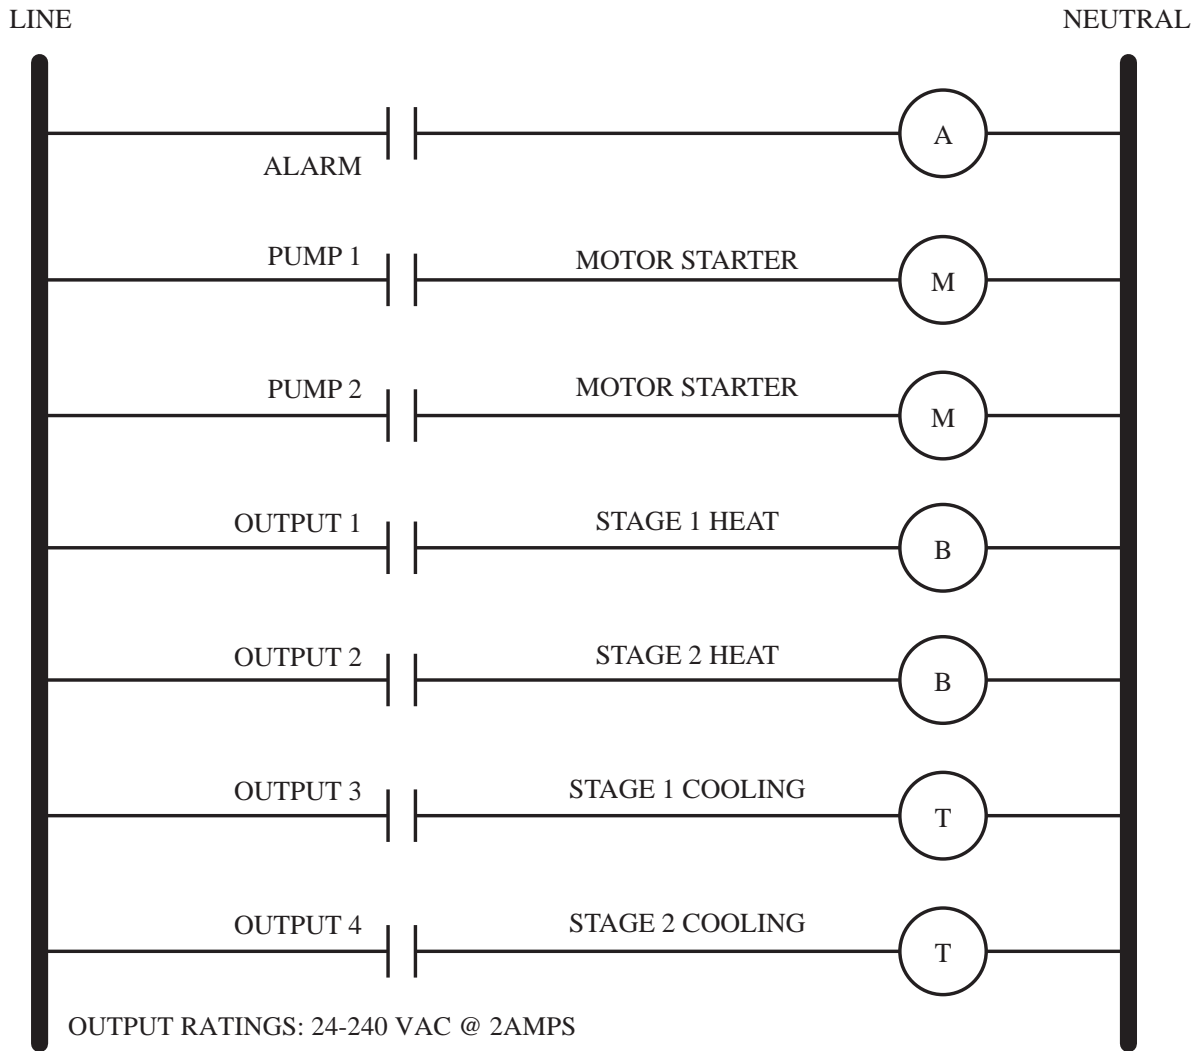 LINE
NEUTRAL
A
ALARM
PUMP 1
MOTOR STARTER
M
PUMP 2
MOTOR STARTER
M
OUTPUT 1
STAGE 1 HEAT
B
OUTPUT 2
STAGE 2 HEAT
B
OUTPUT 3
STAGE 1 COOLING
T
OUTPUT 4
STAGE 2 COOLING
T
OUTPUT RATINGS: 24-240 VAC @ 2AMPS